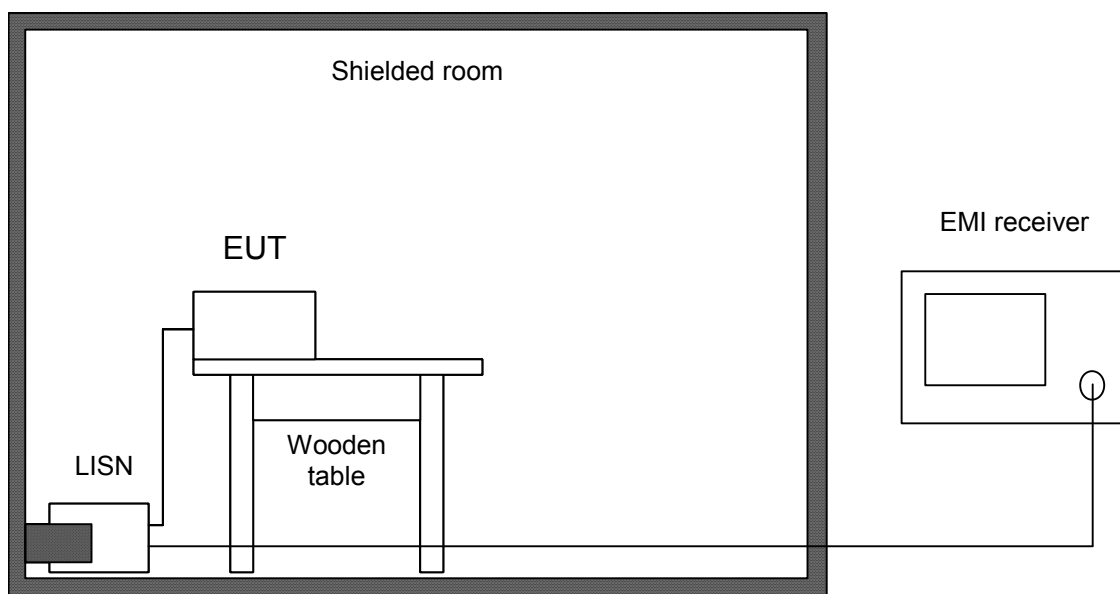 Shielded room
EMI receiver
EUT
Wooden
table
LISN